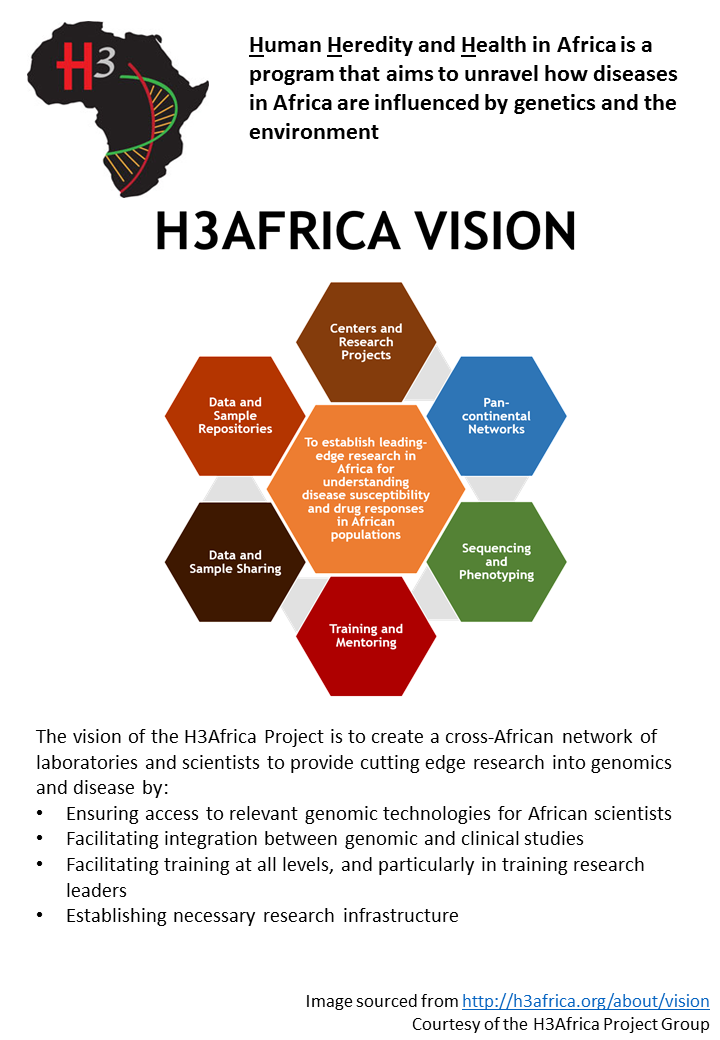 H3
Human Heredity and Health in Africa is a
program that aims to unravel how diseases
in Africa are influenced by genetics and the
environment
H3AFRICA VISION
Centers and
Research
Projects
Data and
Sample
Repositories
Pan-
continental
Networks
To establish leading-
edge research in
Africa for
understanding
disease susceptibility
and drug responses
in African
populations
Data and
Sample Sharing
Sequencing
and
Phenotyping
Training and
Mentoring
The vision of the H3Africa Project is to create a cross-African network of
laboratories and scientists to provide cutting edge research into genomics
and disease by:
• Ensuring access to relevant genomic technologies for African scientists
• Facilitating integration between genomic and clinical studies
• Facilitating training at all levels, and particularly in training research
leaders
• Establishing necessary research infrastructure
Image sourced from http://h3africa.org/about/vision
Courtesy of the H3Africa Project Group